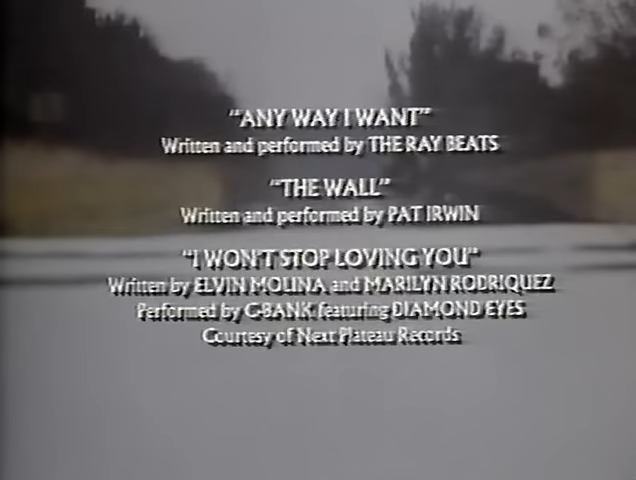 "ANY WAY I WANT"
Written and performed by THE RAY BEATS
"THE WALL"
Written and performed by PAT IRWIN
"I WON'T STOP LOVING YOU"
Written by ELVIN MOLINA and MARILYN RODRIQUEZ
Performed by C-BANK featuring DIAMOND EYES
Courtesy of Next Plateau Records